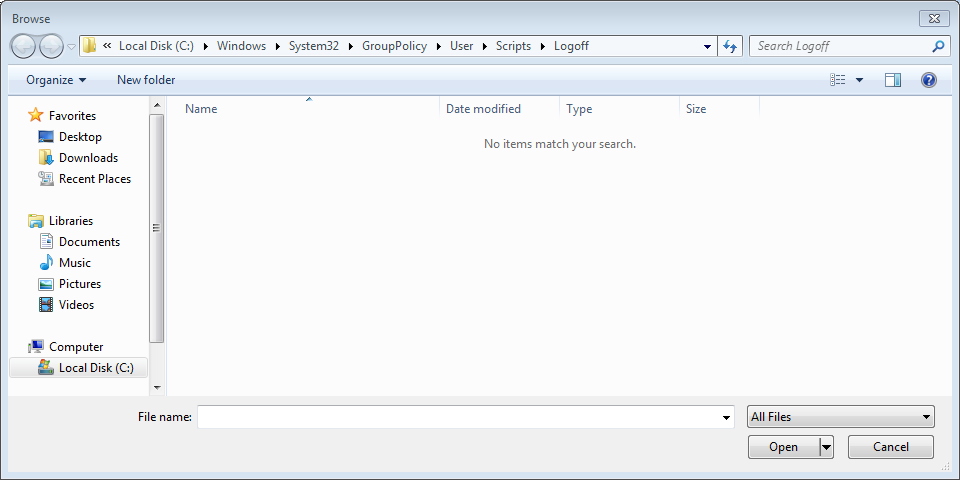 Browse
« Local Disk (C:) Windows System32 GroupPolicy User Scripts Logoff Search Logoff
Organize New folder
Name Date modified Type Size
No items match your search.
Favorites
Desktop
Downloads
Recent Places
Libraries
Documents
Music
Pictures
Videos
Computer
Local Disk (C:)
File name: All Files
Open Cancel